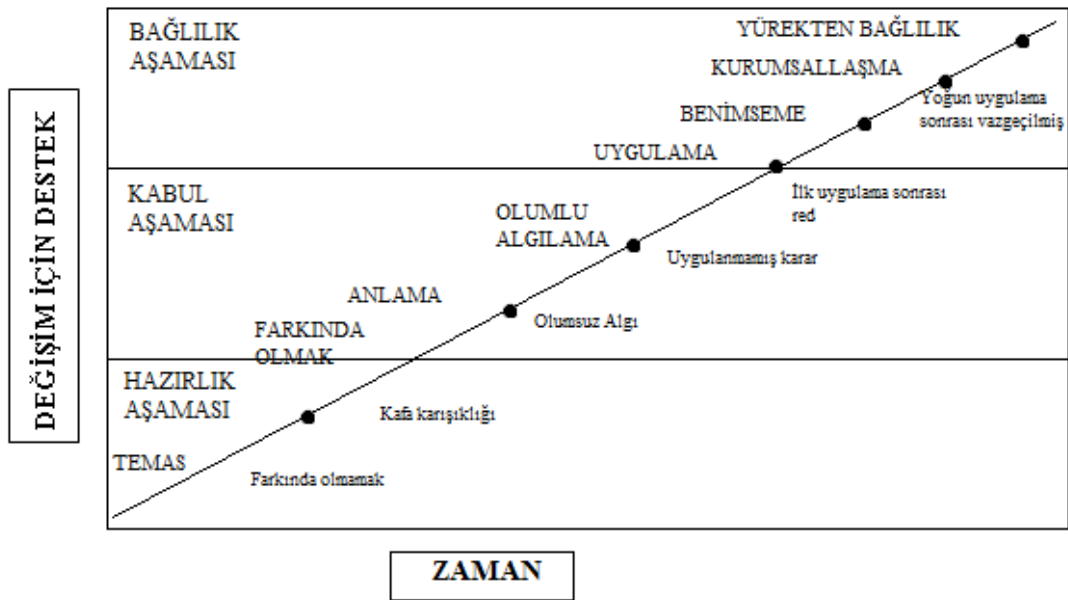 DEĞİŞİM İÇİN DESTEK
BAĞLILIK
AŞAMASI
YÜREKTEN BAĞLILIK
KURUMSALLAŞMA
Yoğun uygulama
sonrası vazgeçilmiş
BENİMSEME
UYGULAMA
KABUL
AŞAMASI
İlk uygulama sonrası
red
OLUMLU
ALGILAMA
Uygulanmamış karar
ANLAMA
Olumsuz Algı
FARKINDA
OLMAK
HAZIRLIK
AŞAMASI
Kafa karışıklığı
TEMAS
Farkında olmamak
ZAMAN